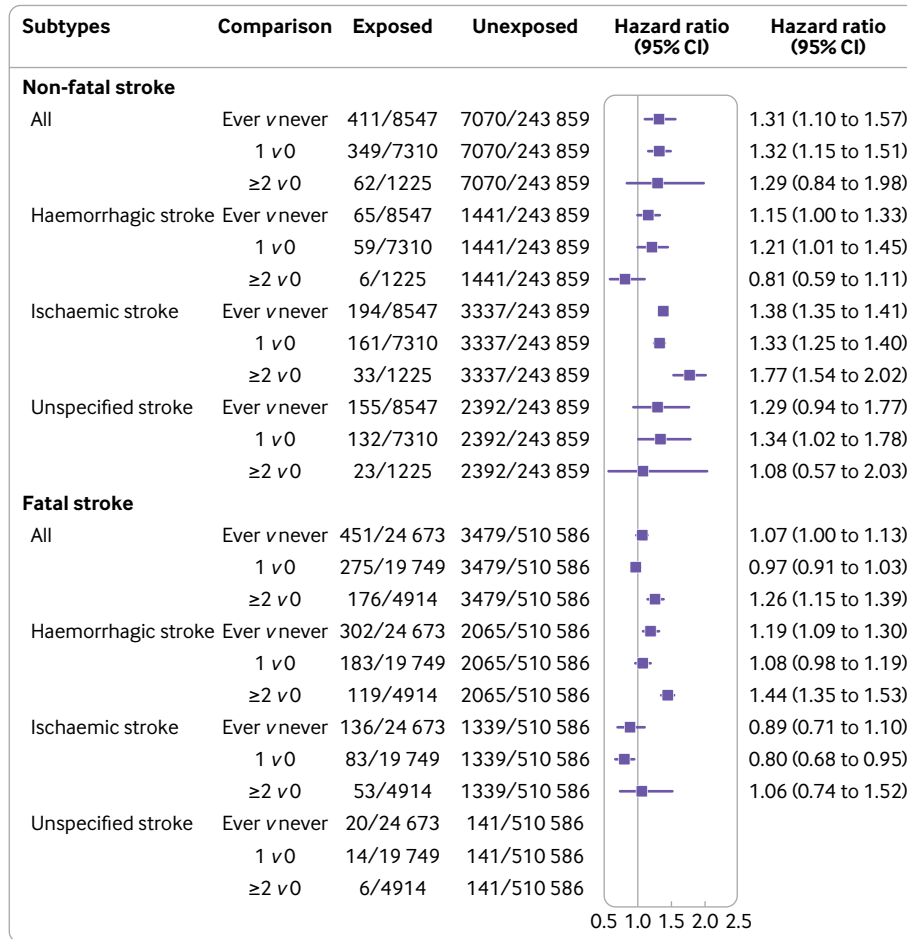 Subtypes Comparison Exposed Unexposed Hazard ratio (95% CI) Hazard ratio (95% CI)
Non-fatal stroke
All Ever v never 411/8547 7070/243 859 1.31 (1.10 to 1.57)
1 v 0 349/7310 7070/243 859 1.32 (1.15 to 1.51)
≥2 v 0 62/1225 7070/243 859 1.29 (0.84 to 1.98)
Haemorrhagic stroke Ever v never 65/8547 1441/243 859 1.15 (1.00 to 1.33)
1 v 0 59/7310 1441/243 859 1.21 (1.01 to 1.45)
≥2 v 0 6/1225 1441/243 859 0.81 (0.59 to 1.11)
Ischaemic stroke Ever v never 194/8547 3337/243 859 1.38 (1.35 to 1.41)
1 v 0 161/7310 3337/243 859 1.33 (1.25 to 1.40)
≥2 v 0 33/1225 3337/243 859 1.77 (1.54 to 2.02)
Unspecified stroke Ever v never 155/8547 2392/243 859 1.29 (0.94 to 1.77)
1 v 0 132/7310 2392/243 859 1.34 (1.02 to 1.78)
≥2 v 0 23/1225 2392/243 859 1.08 (0.57 to 2.03)
Fatal stroke
All Ever v never 451/24 673 3479/510 586 1.07 (1.00 to 1.13)
1 v 0 275/19 749 3479/510 586 0.97 (0.91 to 1.03)
≥2 v 0 176/4914 3479/510 586 1.26 (1.15 to 1.39)
Haemorrhagic stroke Ever v never 302/24 673 2065/510 586 1.19 (1.09 to 1.30)
1 v 0 183/19 749 2065/510 586 1.08 (0.98 to 1.19)
≥2 v 0 119/4914 2065/510 586 1.44 (1.35 to 1.53)
Ischaemic stroke Ever v never 136/24 673 1339/510 586 0.89 (0.71 to 1.10)
1 v 0 83/19 749 1339/510 586 0.80 (0.68 to 0.95)
≥2 v 0 53/4914 1339/510 586 1.06 (0.74 to 1.52)
Unspecified stroke Ever v never 20/24 673 141/510 586
1 v 0 14/19 749 141/510 586
≥2 v 0 6/4914 141/510 586
0.5 1.0 1.5 2.0 2.5